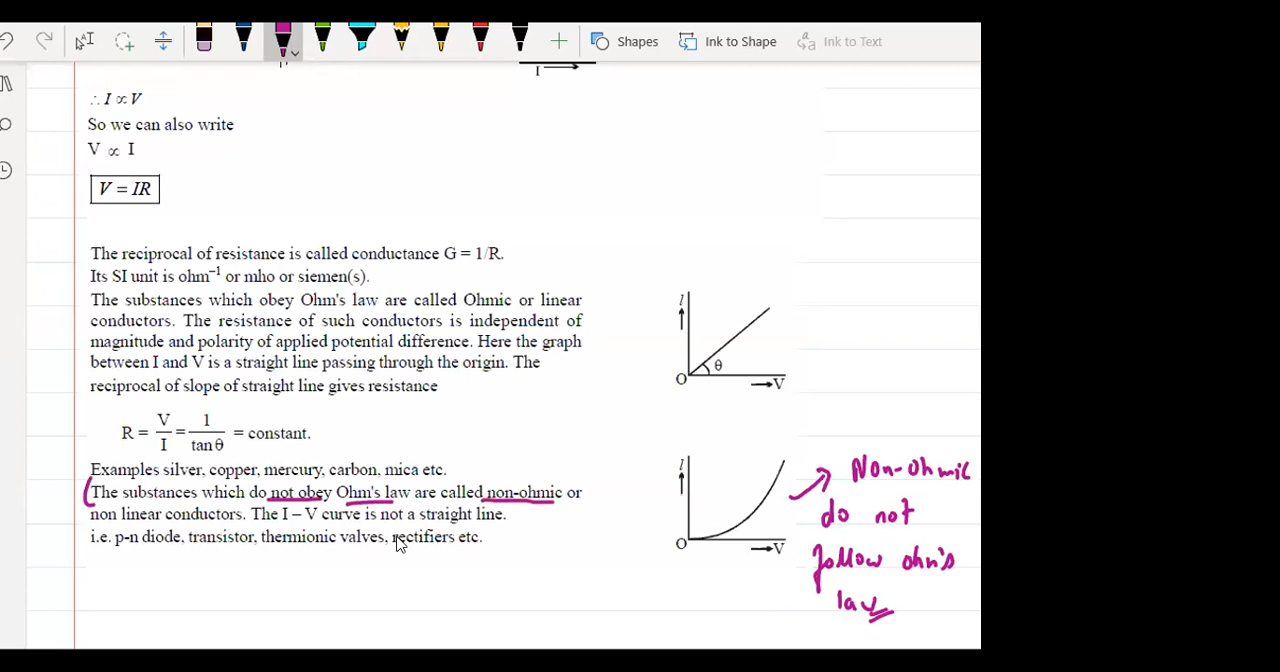 Shapes
Ink to Shape
Ink to Text
I
∴ I ∝ V
So we can also write
V ∝ I
V = IR
The reciprocal of resistance is called conductance G = 1/R.
Its SI unit is ohm⁻¹ or mho or siemen(s).
The substances which obey Ohm's law are called Ohmic or linear
conductors. The resistance of such conductors is independent of
magnitude and polarity of applied potential difference. Here the graph
between I and V is a straight line passing through the origin. The
reciprocal of slope of straight line gives resistance
I
θ
O
V
R = V/I = 1/tan θ = constant.
Examples silver, copper, mercury, carbon, mica etc.
The substances which do not obey Ohm's law are called non-ohmic or
non linear conductors. The I – V curve is not a straight line.
i.e. p-n diode, transistor, thermionic valves, rectifiers etc.
I
O
V
Non-ohmic
do not
follow ohm's
law